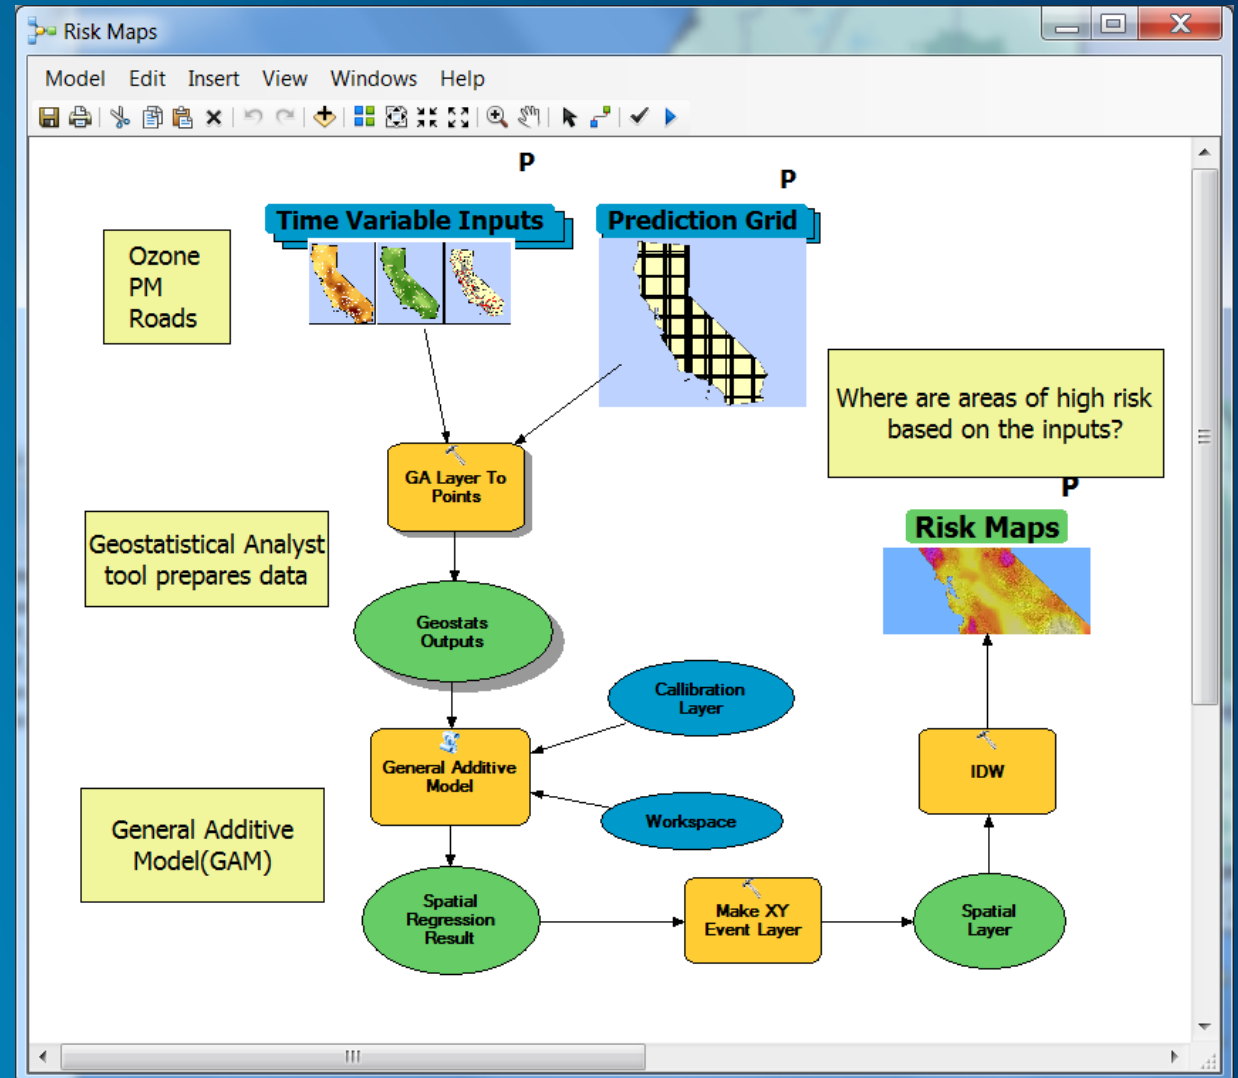 Risk Maps
Model Edit Insert View Windows Help
P
P
Time Variable Inputs
Prediction Grid
Ozone
PM
Roads
Where are areas of high risk
based on the inputs?
GA Layer To
Points
P
Risk Maps
Geostatistical Analyst
tool prepares data
Geostats
Outputs
Callibration
Layer
General Additive
Model
IDW
Workspace
General Additive
Model(GAM)
Spatial
Regression
Result
Make XY
Event Layer
Spatial
Layer